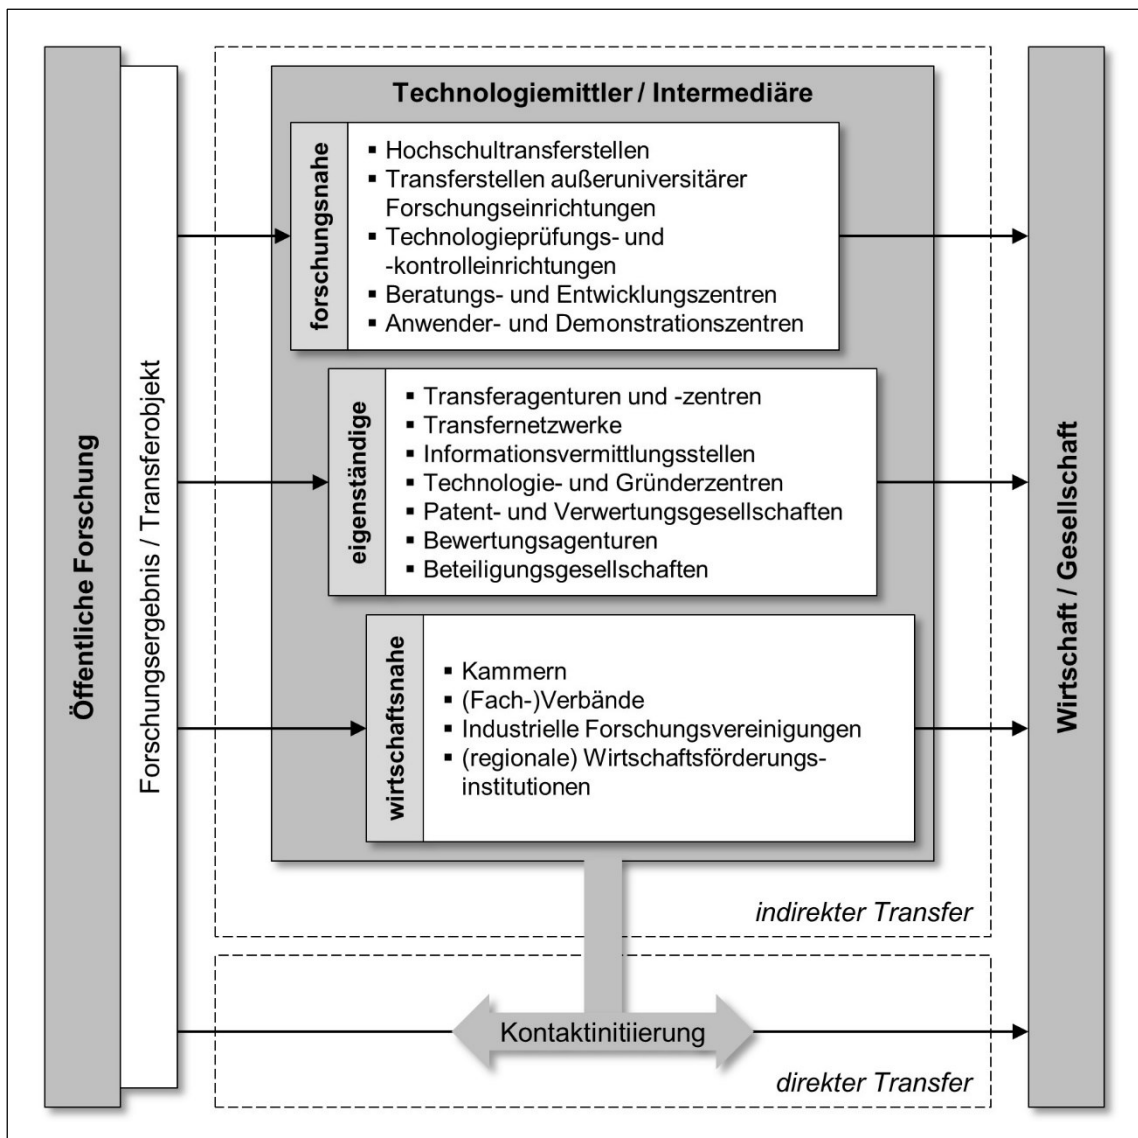 Öffentliche Forschung
Forschungsergebnis / Transferobjekt
Technologiemittler / Intermediäre
forschungsnahe
▪ Hochschultransferstellen
▪ Transferstellen außeruniversitärer
Forschungseinrichtungen
▪ Technologieprüfungs- und
-kontrolleinrichtungen
▪ Beratungs- und Entwicklungszentren
▪ Anwender- und Demonstrationszentren
eigenständige
▪ Transferagenturen und -zentren
▪ Transfernetzwerke
▪ Informationsvermittlungsstellen
▪ Technologie- und Gründerzentren
▪ Patent- und Verwertungsgesellschaften
▪ Bewertungsagenturen
▪ Beteiligungsgesellschaften
wirtschaftsnahe
▪ Kammern
▪ (Fach-)Verbände
▪ Industrielle Forschungsvereinigungen
▪ (regionale) Wirtschaftsförderungs-
institutionen
indirekter Transfer
Kontaktinitiierung
direkter Transfer
Wirtschaft / Gesellschaft